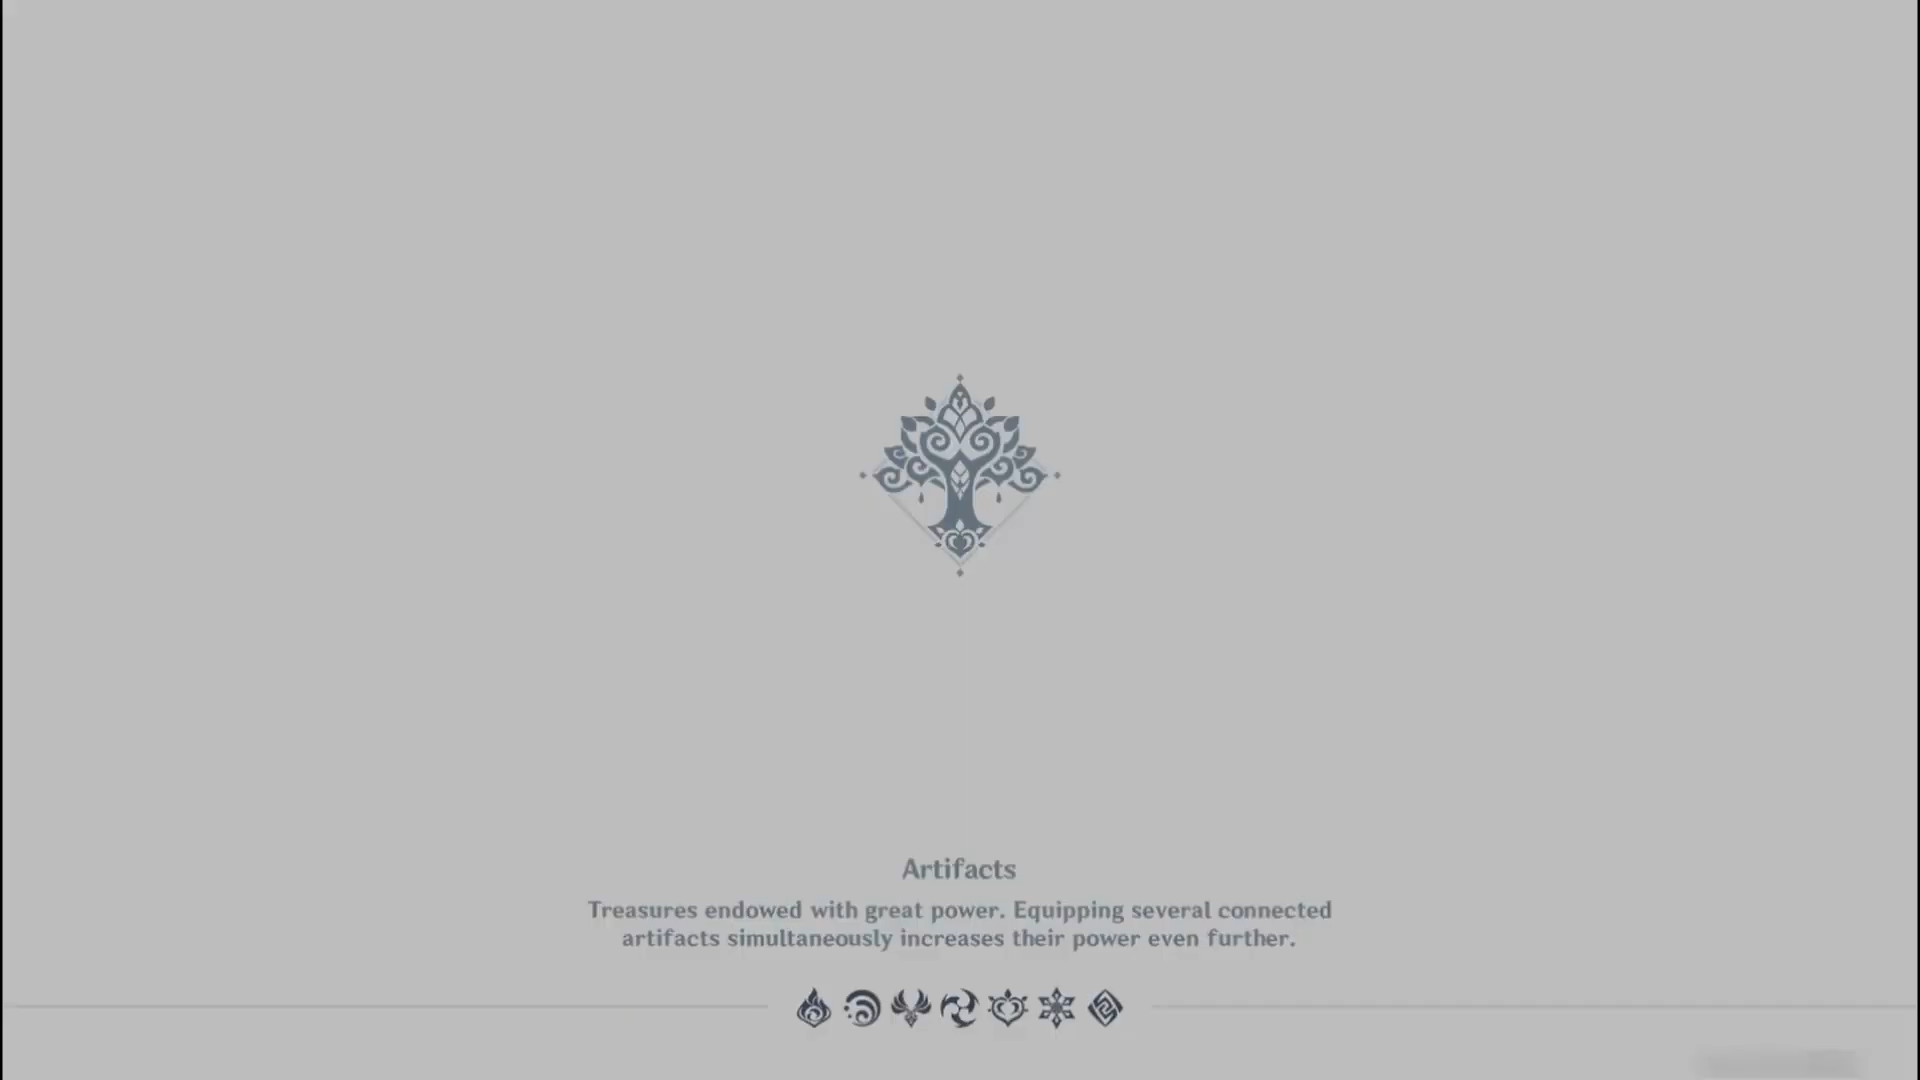 Artifacts
Treasures endowed with great power. Equipping several connected
artifacts simultaneously increases their power even further.